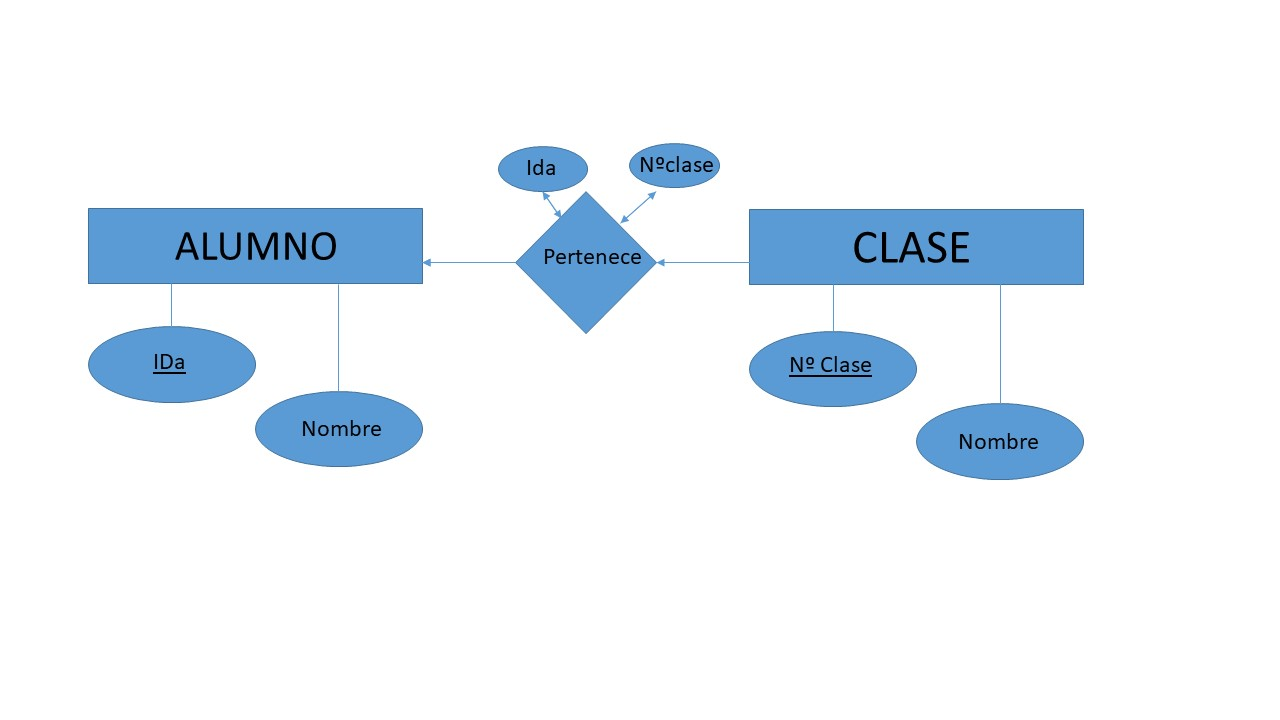 Ida
Nºclase
ALUMNO
Pertenece
CLASE
IDa
Nº Clase
Nombre
Nombre